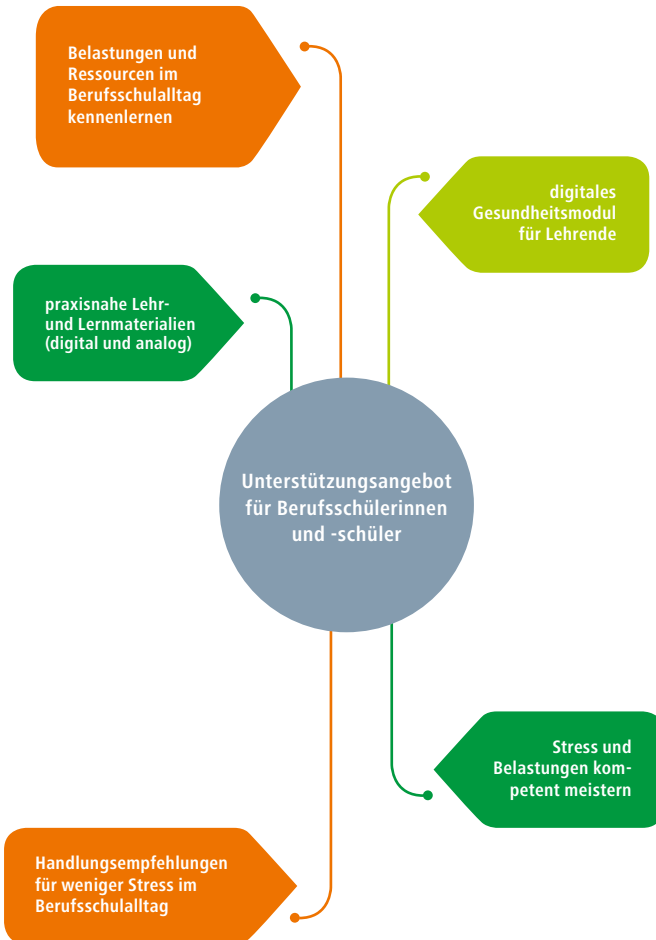 Belastungen und
Ressourcen im
Berufsschulalltag
kennenlernen
digitales
Gesundheitsmodul
für Lehrende
praxisnahe Lehr-
und Lernmaterialien
(digital und analog)
Unterstützungsangebot
für Berufsschülerinnen
und -schüler
Stress und
Belastungen kom-
petent meistern
Handlungsempfehlungen
für weniger Stress im
Berufsschulalltag